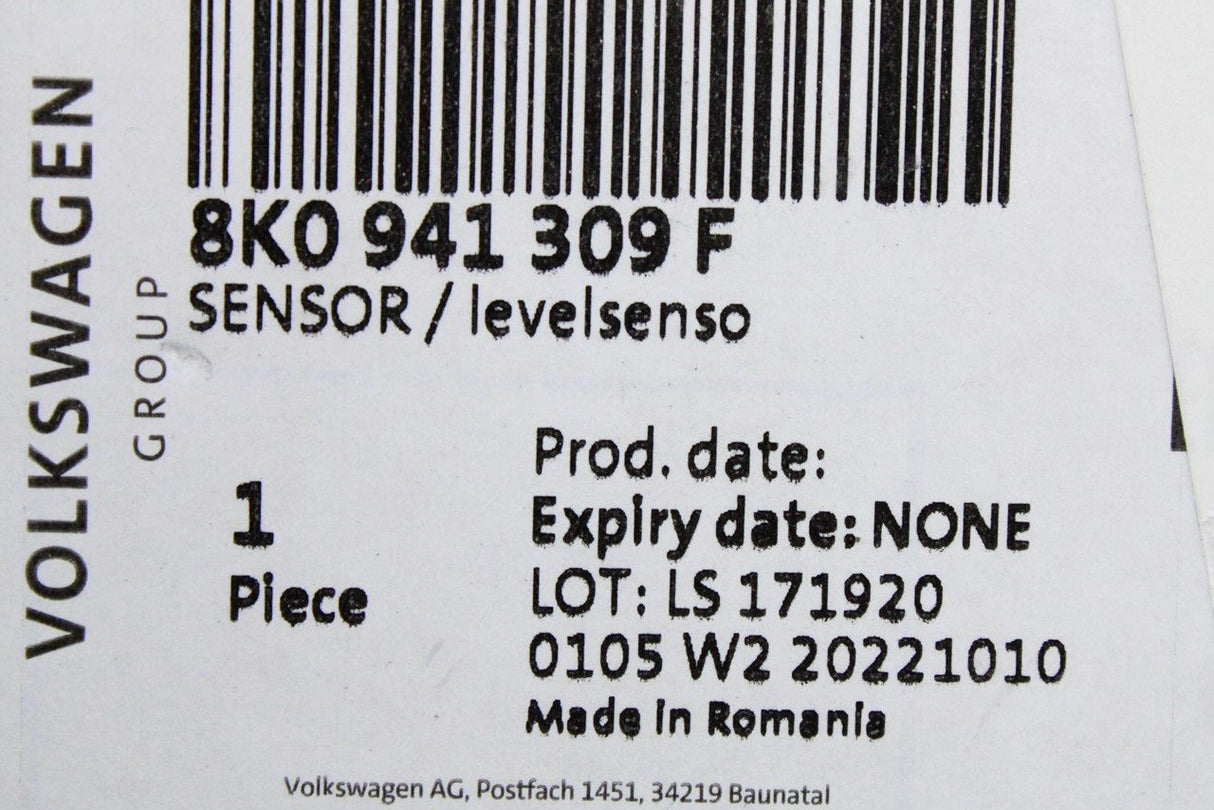 VOLKSWAGEN
GROUP
8K0 941 309 F
SENSOR / levelsenso
1
Piece
Prod. date:
Expiry date: NONE
LOT: LS 171920
0105 W2 20221010
Made in Romania
Volkswagen AG, Postfach 1451, 34219 Baunatal